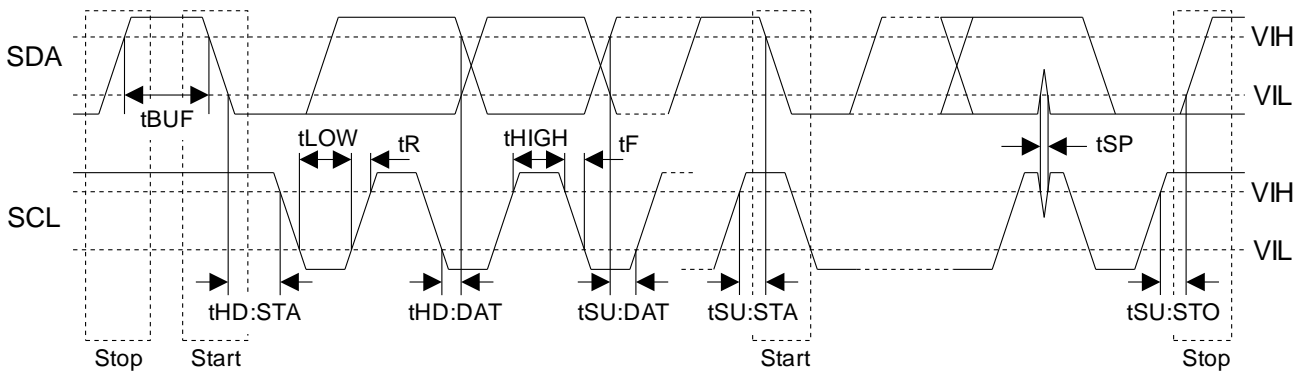 SDA
VIH
VIL
tBUF
tLOW
tR
tHIGH
tF
tSP
SCL
VIH
VIL
tHD:STA
tHD:DAT
tSU:DAT
tSU:STA
tSU:STO
Stop
Start
Start
Stop